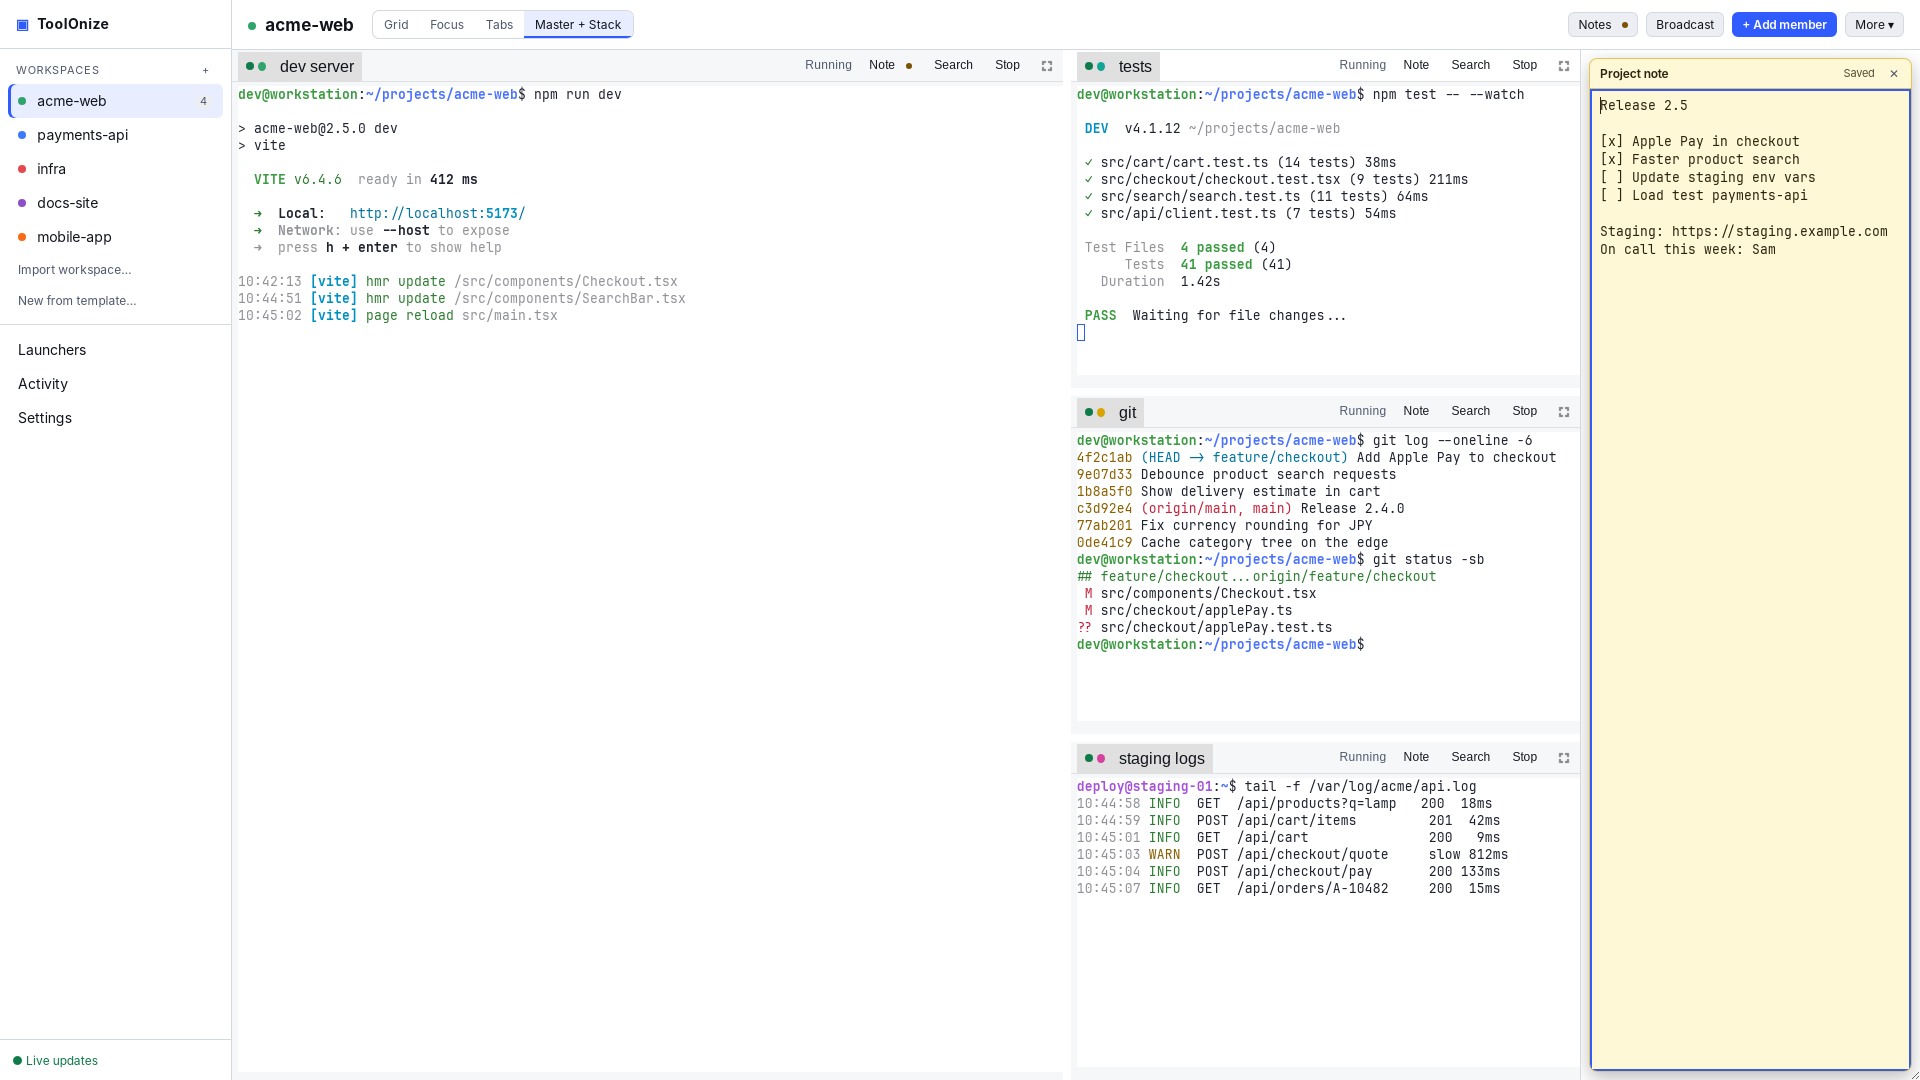 ToolOnize
WORKSPACES +
acme-web 4
payments-api
infra
docs-site
mobile-app
Import workspace...
New from template...
Launchers
Activity
Settings
Live updates
acme-web
Grid Focus Tabs Master + Stack
Notes Broadcast + Add member More ▾
dev server Running Note Search Stop
dev@workstation:~/projects/acme-web$ npm run dev
> acme-web@2.5.0 dev
> vite
VITE v6.4.6 ready in 412 ms
➜ Local: http://localhost:5173/
➜ Network: use --host to expose
➜ press h + enter to show help
10:42:13 [vite] hmr update /src/components/Checkout.tsx
10:44:51 [vite] hmr update /src/components/SearchBar.tsx
10:45:02 [vite] page reload src/main.tsx
tests Running Note Search Stop
dev@workstation:~/projects/acme-web$ npm test -- --watch
DEV v4.1.12 ~/projects/acme-web
✓ src/cart/cart.test.ts (14 tests) 38ms
✓ src/checkout/checkout.test.tsx (9 tests) 211ms
✓ src/search/search.test.ts (11 tests) 64ms
✓ src/api/client.test.ts (7 tests) 54ms
Test Files 4 passed (4)
Tests 41 passed (41)
Duration 1.42s
PASS Waiting for file changes...
git Running Note Search Stop
dev@workstation:~/projects/acme-web$ git log --oneline -6
4f2c1ab (HEAD -> feature/checkout) Add Apple Pay to checkout
9e07d33 Debounce product search requests
1b8a5f0 Show delivery estimate in cart
c3d92e4 (origin/main, main) Release 2.4.0
77ab201 Fix currency rounding for JPY
0de41c9 Cache category tree on the edge
dev@workstation:~/projects/acme-web$ git status -sb
## feature/checkout...origin/feature/checkout
M src/components/Checkout.tsx
M src/checkout/applePay.ts
?? src/checkout/applePay.test.ts
dev@workstation:~/projects/acme-web$
staging logs Running Note Search Stop
deploy@staging-01:~$ tail -f /var/log/acme/api.log
10:44:58 INFO GET /api/products?q=lamp 200 18ms
10:44:59 INFO POST /api/cart/items 201 42ms
10:45:01 INFO GET /api/cart 200 9ms
10:45:03 WARN POST /api/checkout/quote slow 812ms
10:45:04 INFO POST /api/checkout/pay 200 133ms
10:45:07 INFO GET /api/orders/A-10482 200 15ms
Project note Saved ✕
Release 2.5
[x] Apple Pay in checkout
[x] Faster product search
[ ] Update staging env vars
[ ] Load test payments-api
Staging: https://staging.example.com
On call this week: Sam